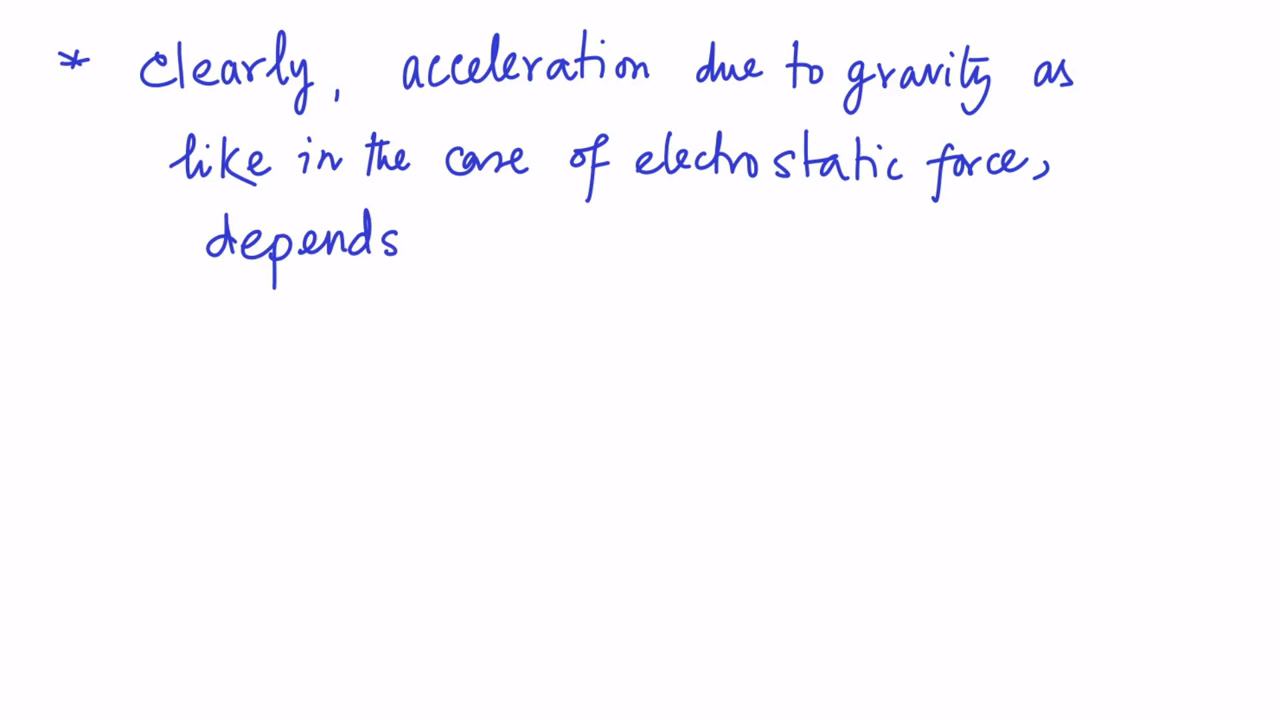 * Clearly, acceleration due to gravity as
like in the case of electrostatic force,
depends